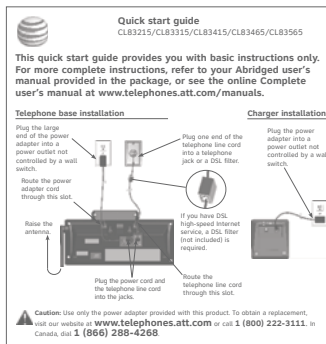 Quick start guide
CL83215/CL83315/CL83415/CL83465/CL83565
This quick start guide provides you with basic instructions only.
For more complete instructions, refer to your Abridged user’s
manual provided in the package, or see the online Complete
user’s manual at www.telephones.att.com/manuals.
Telephone base installation
Plug the large
end of the power
adapter into a
power outlet not
controlled by a wall
switch.
Route the power
adapter cord
through this slot.
Raise the
antenna.
Plug one end of the
telephone line cord
into a telephone
jack or a DSL filter.
If you have DSL
high-speed Internet
service, a DSL filter
(not included) is
required.
Plug the power cord and
the telephone line cord
into the jacks.
Route the
telephone line cord
through this slot.
Charger installation
Plug the power
adapter into a
power outlet not
controlled by a wall
switch.
Caution: Use only the power adapter provided with this product. To obtain a replacement,
visit our website at www.telephones.att.com or call 1 (800) 222-3111. In
Canada, dial 1 (866) 288-4268.